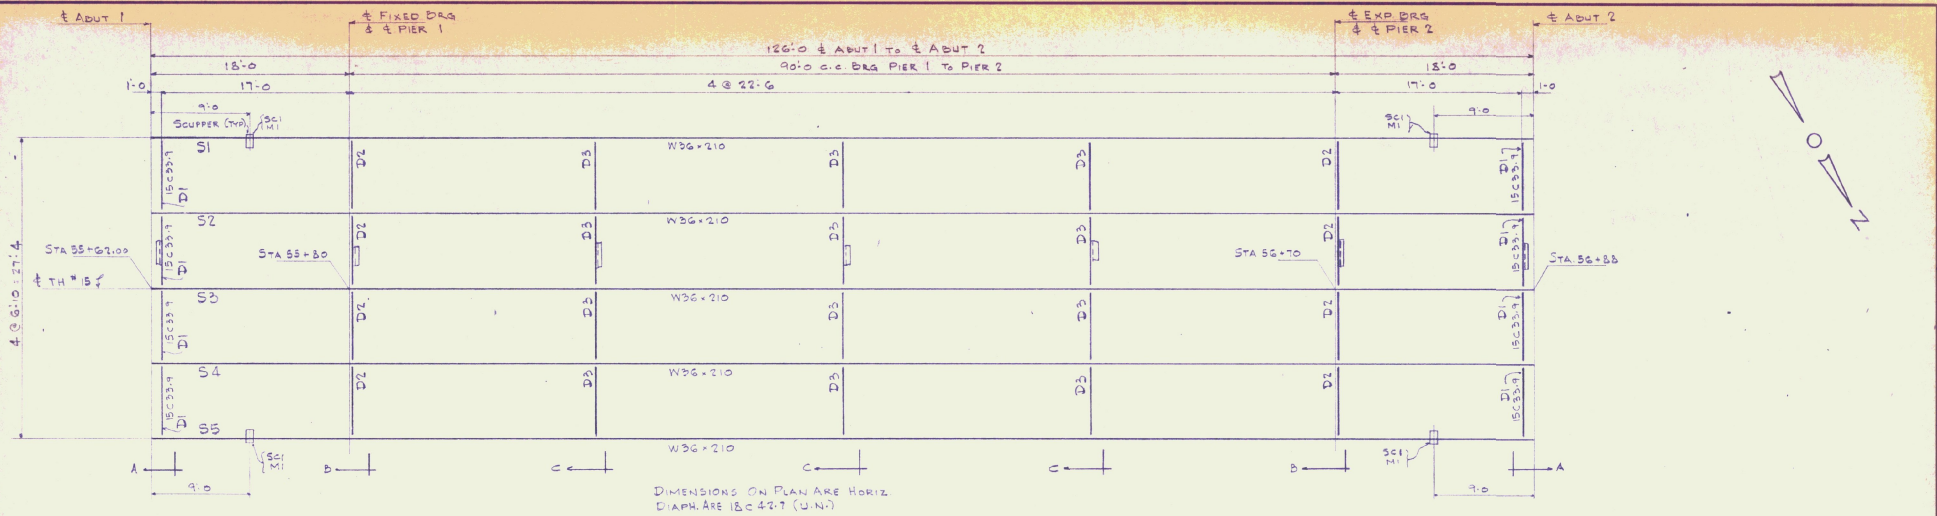 ℄ ABUT 1
℄ FIXED BRG
& ℄ PIER 1
℄ EXP. BRG
& ℄ PIER 2
℄ ABUT 2
126'-0 ℄ ABUT 1 TO ℄ ABUT 2
18'-0
90'-0 C.C. BRG PIER 1 TO PIER 2
18'-0
1'-0
17'-0
4 @ 22'-6
17'-0
1'-0
9'-0
9'-0
SCUPPER (TYP)
SC1
M1
SC1
M1
S1
W36×210
15C33.9
D1
D2
D3
D3
D3
D2
D1
15C33.9
S2
W36×210
15C33.9
D1
D2
D3
D3
D3
D2
D1
15C33.9
STA 55+62.00
STA 55+80
STA 56+70
STA. 56+88
℄ TH #15
4 @ 6'-10 = 27'-4
S3
W36×210
15C33.9
D1
D2
D3
D3
D3
D2
D1
15C33.9
S4
W36×210
15C33.9
D1
D2
D3
D3
D3
D2
D1
15C33.9
S5
W36×210
SC1
M1
SC1
M1
A
B
C
C
C
B
A
9'-0
9'-0
DIMENSIONS ON PLAN ARE HORIZ.
DIAPH. ARE 18C42.7 (U.N.)
N